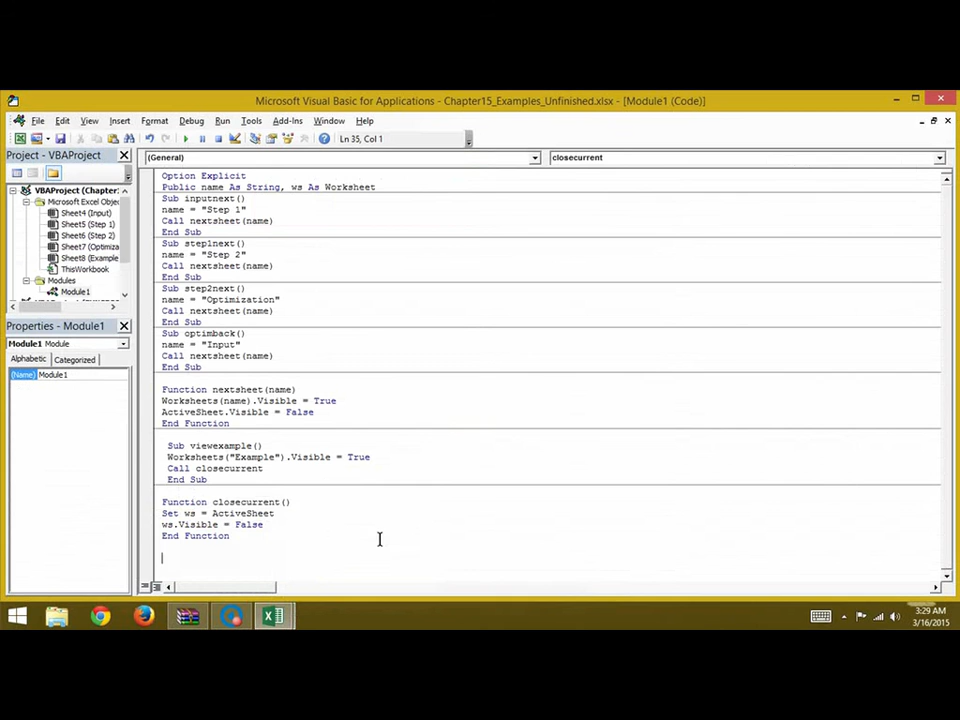 Microsoft Visual Basic for Applications - Chapter15_Examples_Unfinished.xlsx - [Module1 (Code)]
File Edit View Insert Format Debug Run Tools Add-Ins Window Help
Ln 35, Col 1
Project - VBAProject
(General)
closecurrent
VBAProject (Chapter:
Microsoft Excel Objec
Sheet4 (Input)
Sheet5 (Step 1)
Sheet6 (Step 2)
Sheet7 (Optimiza
Sheet8 (Example
ThisWorkbook
Modules
Module1
Properties - Module1
Module1 Module
Alphabetic Categorized
(Name) Module1
Option Explicit
Public name As String, ws As Worksheet
Sub inputnext()
name = "Step 1"
Call nextsheet(name)
End Sub
Sub step1next()
name = "Step 2"
Call nextsheet(name)
End Sub
Sub step2next()
name = "Optimization"
Call nextsheet(name)
End Sub
Sub optimback()
name = "Input"
Call nextsheet(name)
End Sub
Function nextsheet(name)
Worksheets(name).Visible = True
ActiveSheet.Visible = False
End Function
Sub viewexample()
Worksheets("Example").Visible = True
Call closecurrent
End Sub
Function closecurrent()
Set ws = ActiveSheet
ws.Visible = False
End Function
3:29 AM
3/16/2015